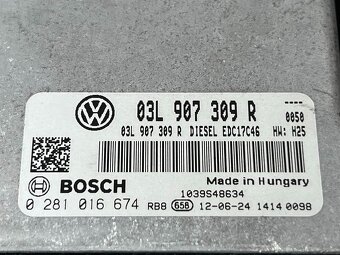 03L 907 309 R ----
0050
03L 907 309 R DIESEL EDC17C46 HW: H25
Made in Hungary
BOSCH
1039S48634
0 281 016 674 RB8 658 12-06-24 1414 0098